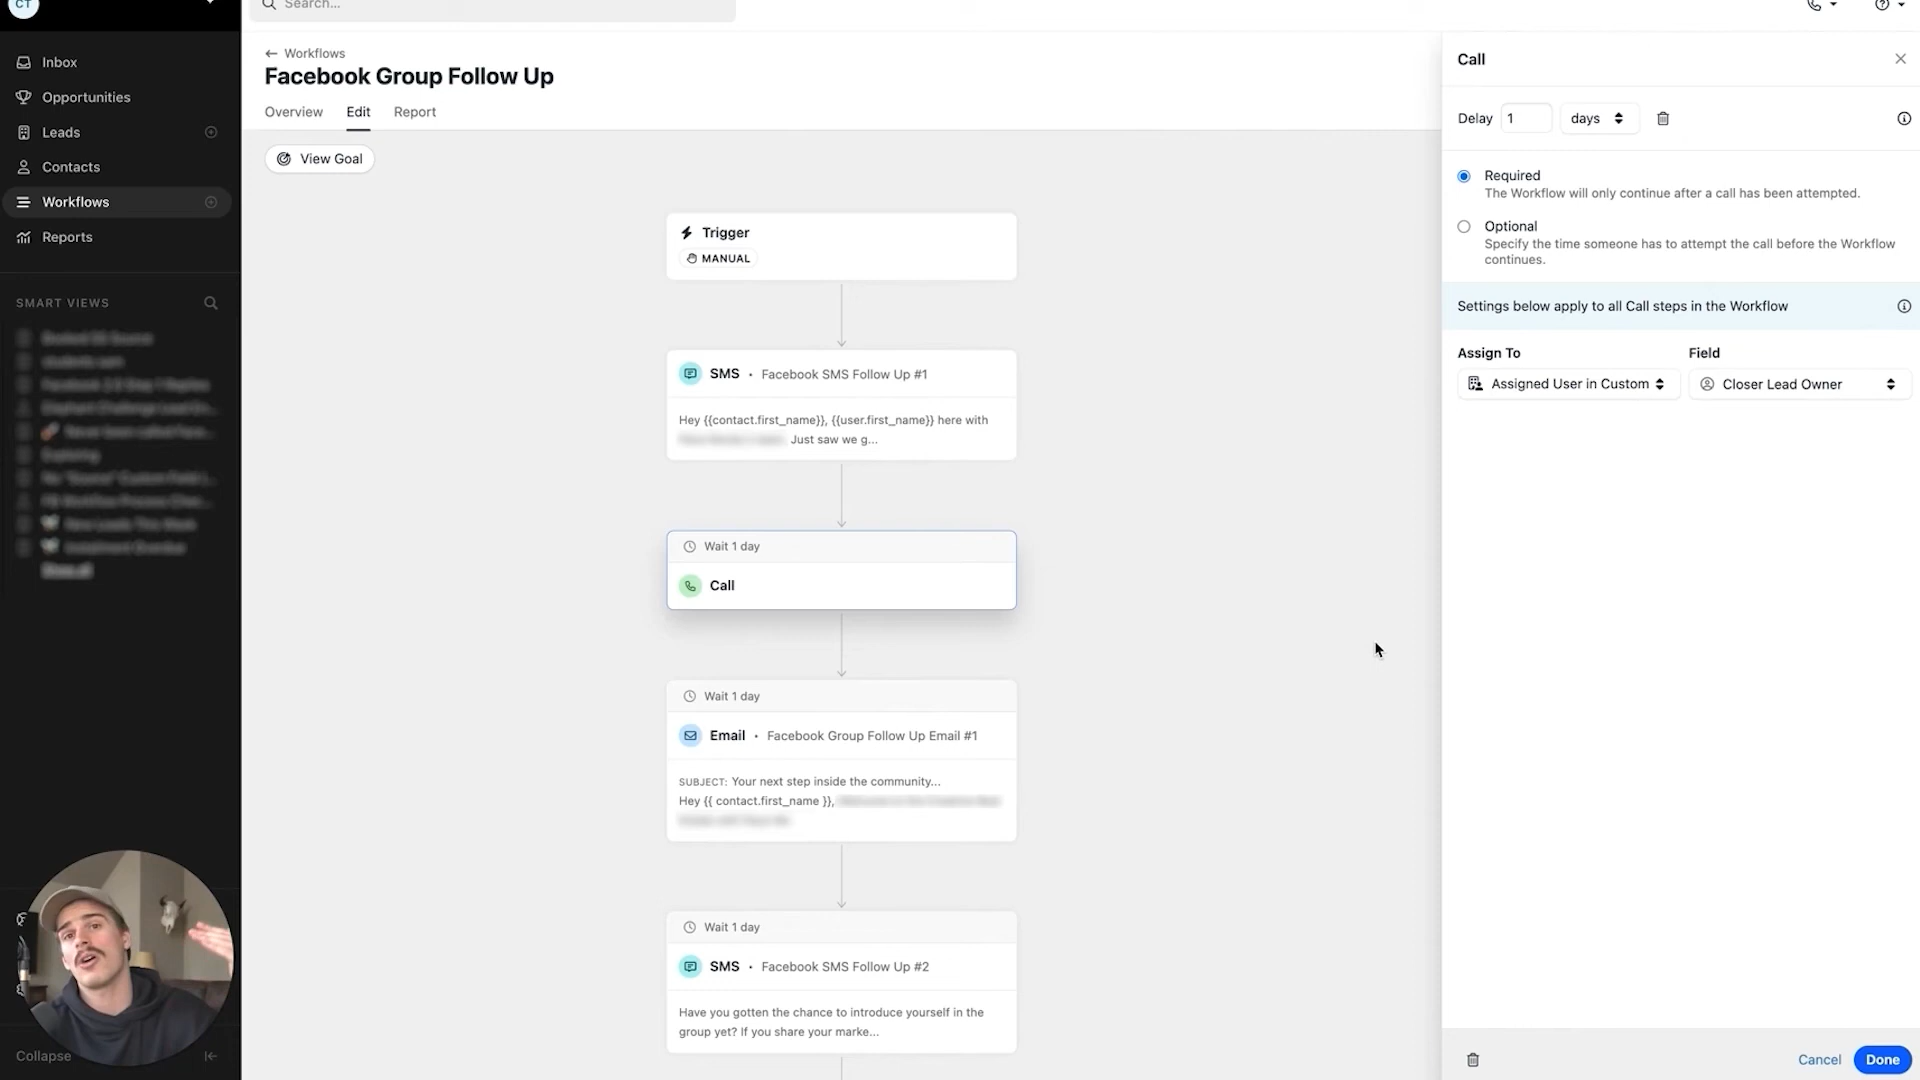 CT
Search...
Inbox
Opportunities
Leads
Contacts
Workflows
Reports
SMART VIEWS
Show all
Collapse
Workflows
Facebook Group Follow Up
Overview
Edit
Report
View Goal
Trigger
MANUAL
SMS • Facebook SMS Follow Up #1
Hey {{contact.first_name}}, {{user.first_name}} here with
Just saw we g...
Wait 1 day
Call
Wait 1 day
Email • Facebook Group Follow Up Email #1
SUBJECT: Your next step inside the community...
Hey {{ contact.first_name }},
Wait 1 day
SMS • Facebook SMS Follow Up #2
Have you gotten the chance to introduce yourself in the
group yet? If you share your marke...
Call
Delay 1 days
Required
The Workflow will only continue after a call has been attempted.
Optional
Specify the time someone has to attempt the call before the Workflow
continues.
Settings below apply to all Call steps in the Workflow
Assign To
Field
Assigned User in Custom
Closer Lead Owner
Cancel
Done